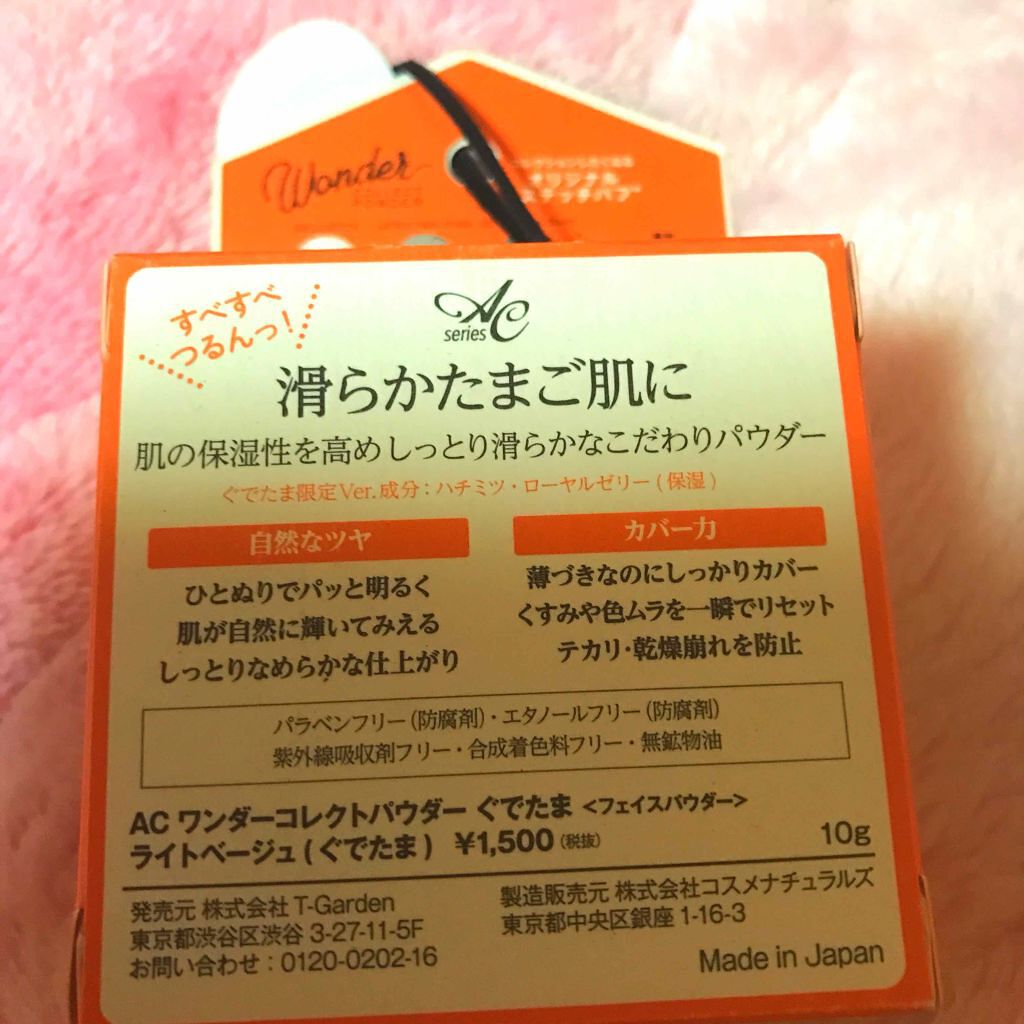 Wonder
POWDER
オリジナル
ステッチパフ
すべすべ
つるんっ！
AC
series
滑らかたまご肌に
肌の保湿性を高めしっとり滑らかなこだわりパウダー
ぐでたま限定Ver.成分：ハチミツ・ローヤルゼリー(保湿)
自然なツヤ
ひとぬりでパッと明るく
肌が自然に輝いてみえる
しっとりなめらかな仕上がり
カバー力
薄づきなのにしっかりカバー
くすみや色ムラを一瞬でリセット
テカリ・乾燥崩れを防止
パラベンフリー(防腐剤)・エタノールフリー(防腐剤)
紫外線吸収剤フリー・合成着色料フリー・無鉱物油
AC ワンダーコレクトパウダー ぐでたま <フェイスパウダー>
ライトベージュ(ぐでたま) ¥1,500(税抜) 10g
発売元 株式会社 T-Garden
東京都渋谷区渋谷 3-27-11-5F
お問い合わせ：0120-0202-16
製造販売元 株式会社コスメナチュラルズ
東京都中央区銀座 1-16-3
Made in Japan